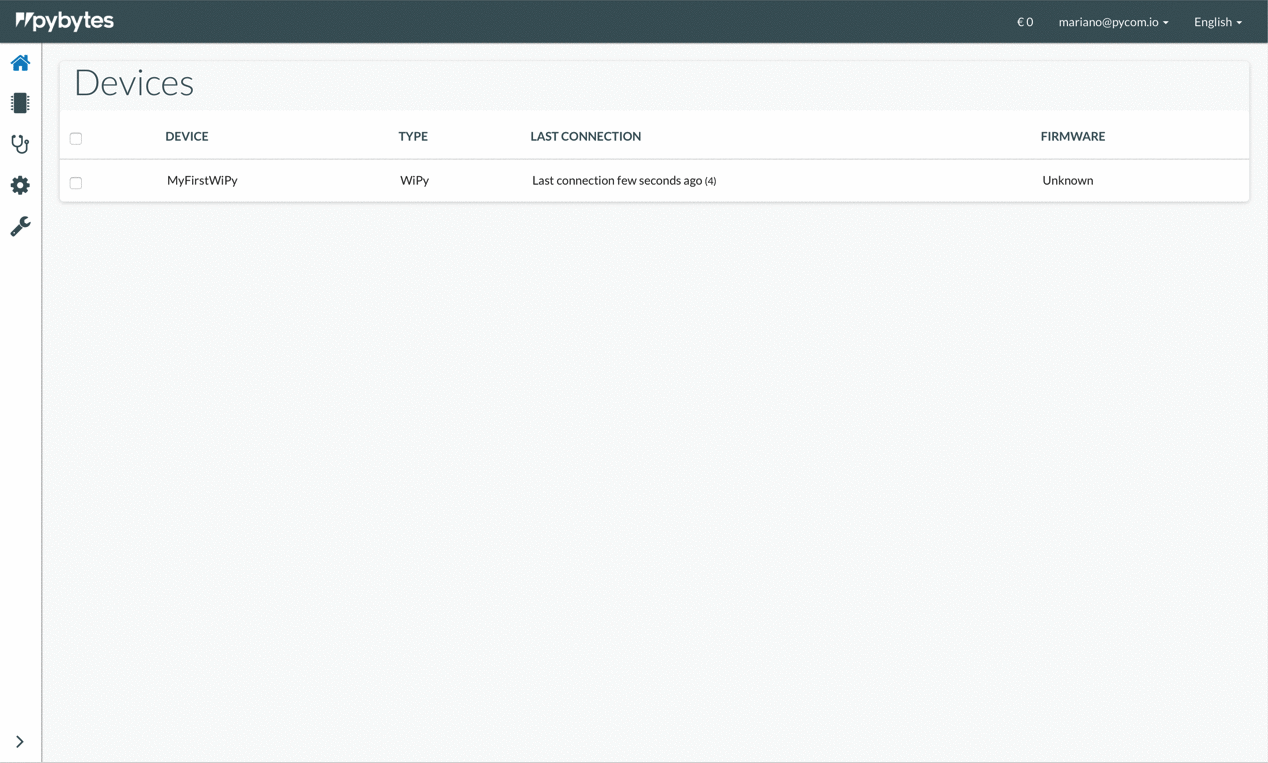 pybytes
€ 0 mariano@pycom.io English
Devices
DEVICE TYPE LAST CONNECTION FIRMWARE
MyFirstWiPy WiPy Last connection few seconds ago (4) Unknown